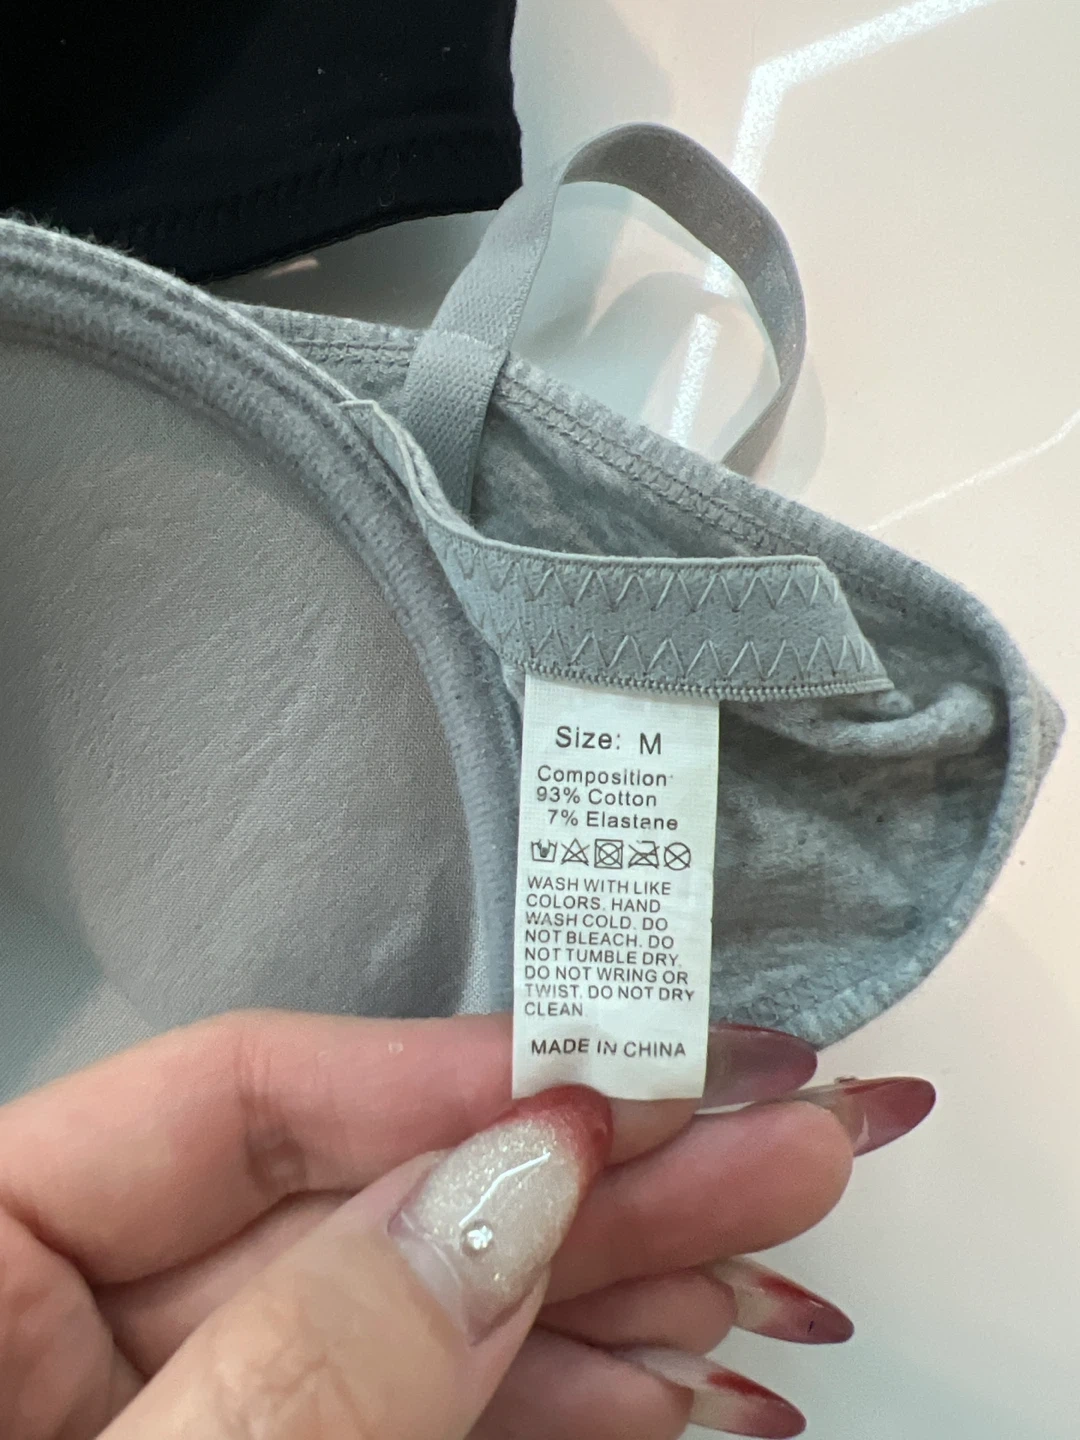 Size: M
Composition
93% Cotton
7% Elastane
WASH WITH LIKE
COLORS. HAND
WASH COLD. DO
NOT BLEACH. DO
NOT TUMBLE DRY.
DO NOT WRING OR
TWIST. DO NOT DRY
CLEAN.
MADE IN CHINA